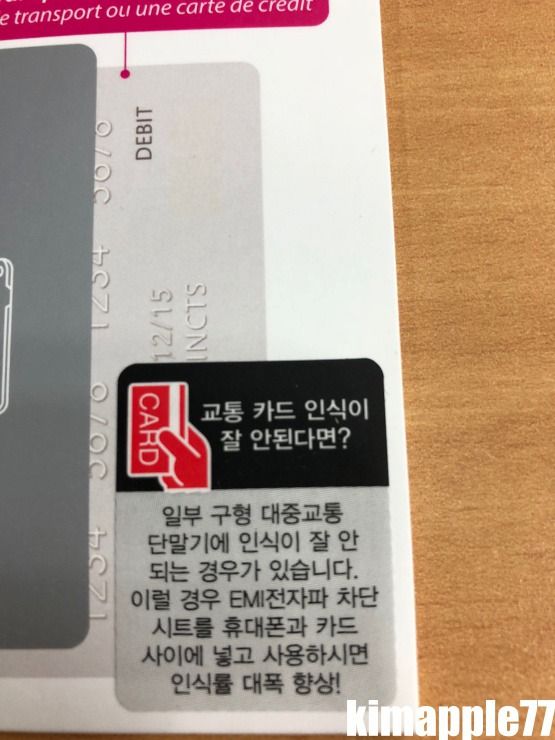 e transport ou une carte de crédit
DEBIT
1234 5678 1234 5678
12/15
INCTS
CARD
교통 카드 인식이
잘 안된다면?
일부 구형 대중교통
단말기에 인식이 잘 안
되는 경우가 있습니다.
이럴 경우 EMI전자파 차단
시트를 휴대폰과 카드
사이에 넣고 사용하시면
인식률 대폭 향상!
kimapple77